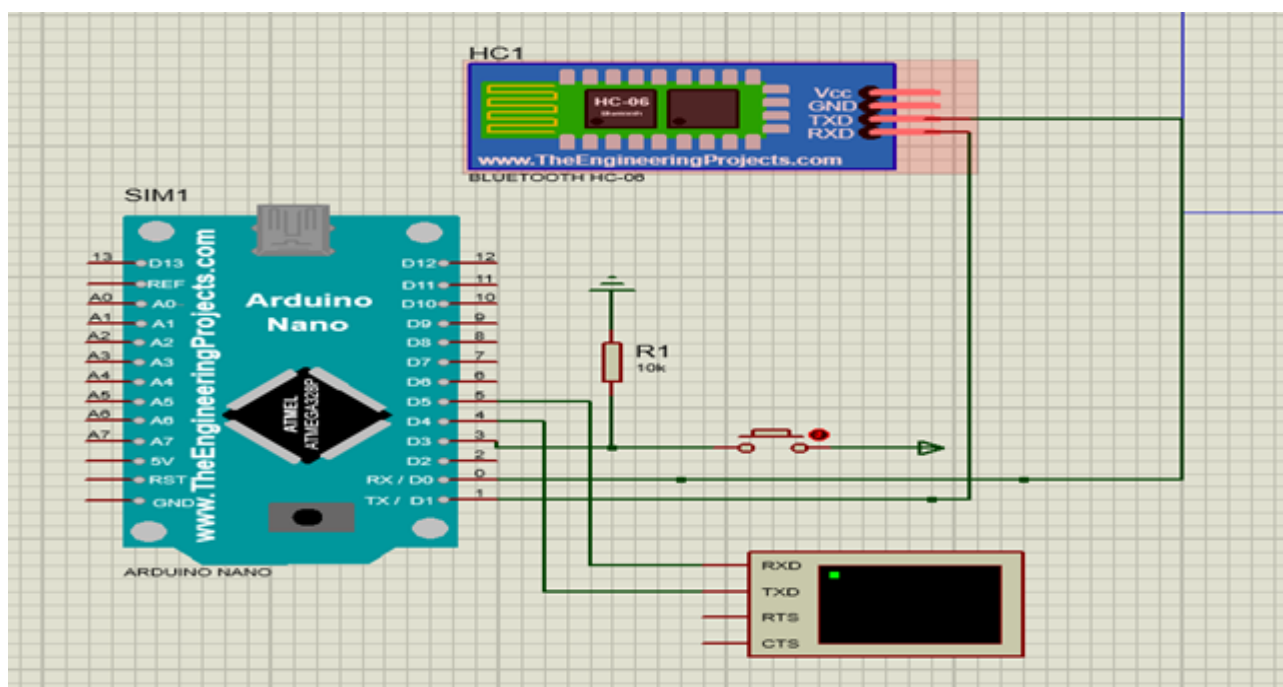 HC1
HC-06
Bluetooth
Vcc
GND
TXD
RXD
www.TheEngineeringProjects.com
BLUETOOTH HC-06
SIM1
www.TheEngineeringProjects.com
Arduino
Nano
ATMEL
ATMEGA328P
13 D13
REF
A0 A0
A1 A1
A2 A2
A3 A3
A4 A4
A5 A5
A6 A6
A7 A7
5V
RST
GND
D12 12
D11 11
D10 10
D9 9
D8 8
D7 7
D6 6
D5 5
D4 4
D3 3
D2 2
RX / D0 0
TX / D1 1
ARDUINO NANO
R1
10k
RXD
TXD
RTS
CTS